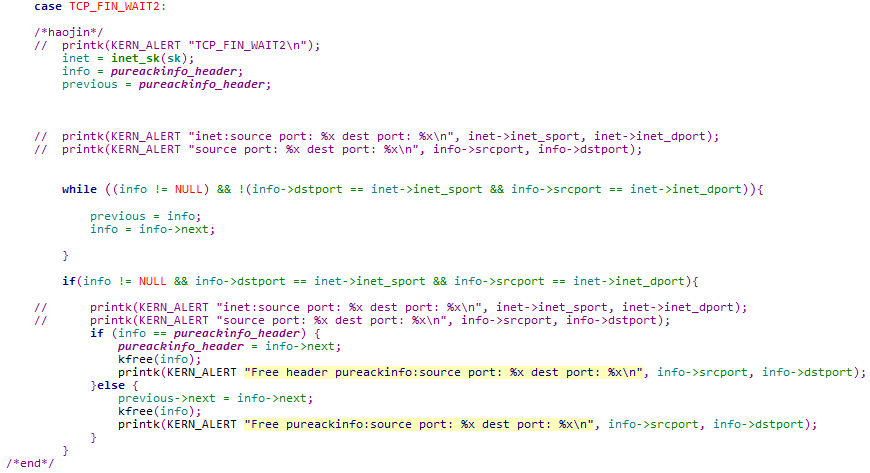 case TCP_FIN_WAIT2:
/*haojin*/
// printk(KERN_ALERT "TCP_FIN_WAIT2\n");
inet = inet_sk(sk);
info = pureackinfo_header;
previous = pureackinfo_header;
// printk(KERN_ALERT "inet:source port: %x dest port: %x\n", inet->inet_sport, inet->inet_dport);
// printk(KERN_ALERT "source port: %x dest port: %x\n", info->srcport, info->dstport);
while ((info != NULL) && !(info->dstport == inet->inet_sport && info->srcport == inet->inet_dport)){
previous = info;
info = info->next;
}
if(info != NULL && info->dstport == inet->inet_sport && info->srcport == inet->inet_dport){
// printk(KERN_ALERT "inet:source port: %x dest port: %x\n", inet->inet_sport, inet->inet_dport);
// printk(KERN_ALERT "source port: %x dest port: %x\n", info->srcport, info->dstport);
if (info == pureackinfo_header) {
pureackinfo_header = info->next;
kfree(info);
printk(KERN_ALERT "Free header pureackinfo:source port: %x dest port: %x\n", info->srcport, info->dstport);
}else {
previous->next = info->next;
kfree(info);
printk(KERN_ALERT "Free pureackinfo:source port: %x dest port: %x\n", info->srcport, info->dstport);
}
}
/*end*/